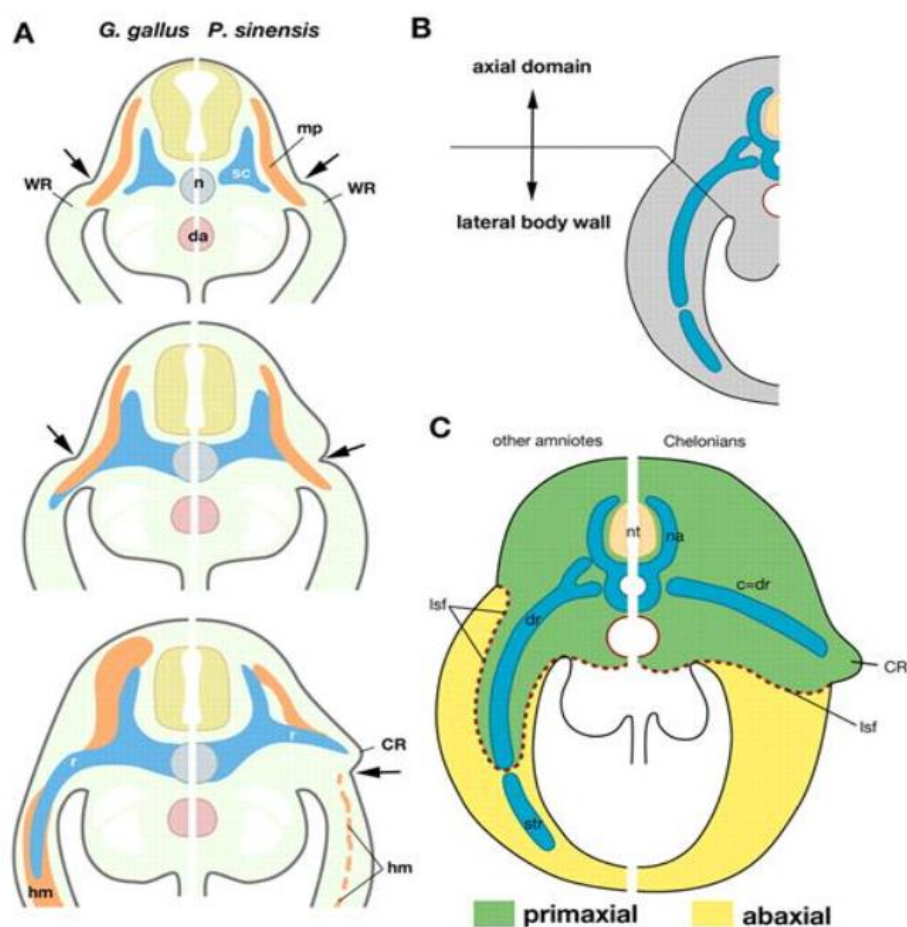 A
G. gallus P. sinensis
mp
WR
sc
n
WR
da
CR
r
r
hm
hm
B
axial domain
lateral body wall
C
other amniotes
Chelonians
nt
na
lsf
dr
c=dr
CR
lsf
str
primaxial
abaxial